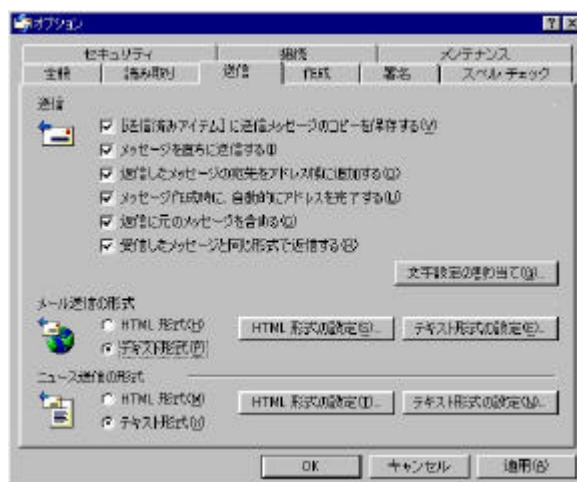 オプション
セキュリティ 接続 メンテナンス
全般 読み取り 送信 作成 署名 スペル チェック
送信
[送信済みアイテム] に送信メッセージのコピーを保存する(V)
メッセージを直ちに送信する(I)
返信したメッセージの宛先をアドレス帳に追加する
メッセージ作成時に、自動的にアドレスを完了する(U)
返信に元のメッセージを含める
受信したメッセージと同じ形式で返信する
文字設定の割り当て
メール送信の形式
HTML 形式(H) HTML 形式の設定 テキスト形式の設定
テキスト形式(P)
ニュース送信の形式
HTML 形式(M) HTML 形式の設定 テキスト形式の設定
テキスト形式
OK キャンセル 適用(A)